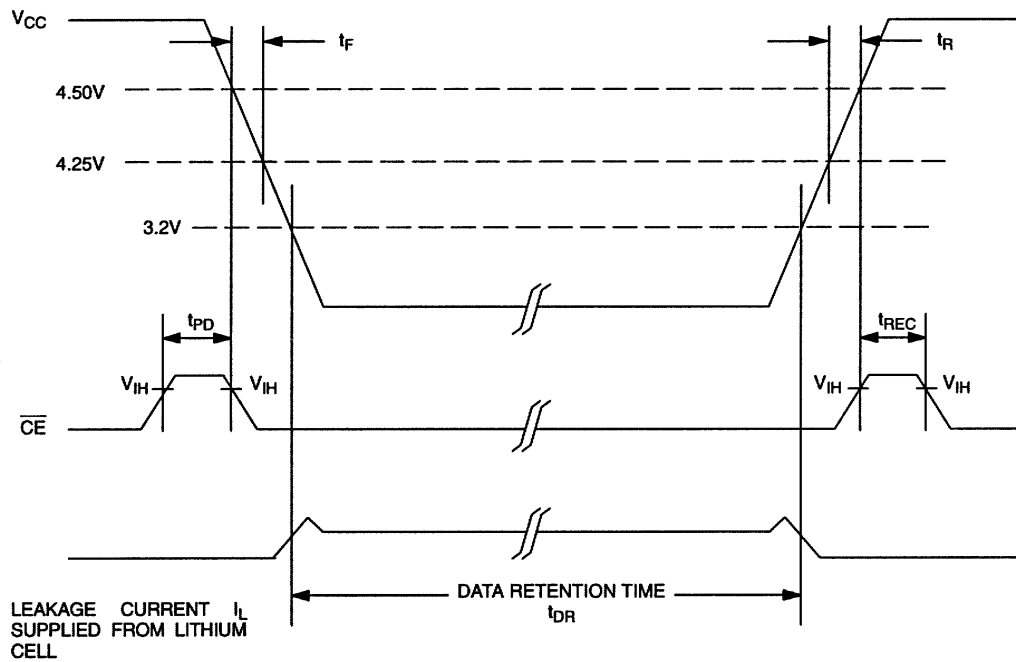 VCC
tF
tR
4.50V
4.25V
3.2V
tPD
tREC
VIH
VIH
VIH
VIH
CE
DATA RETENTION TIME
tDR
LEAKAGE CURRENT IL
SUPPLIED FROM LITHIUM
CELL